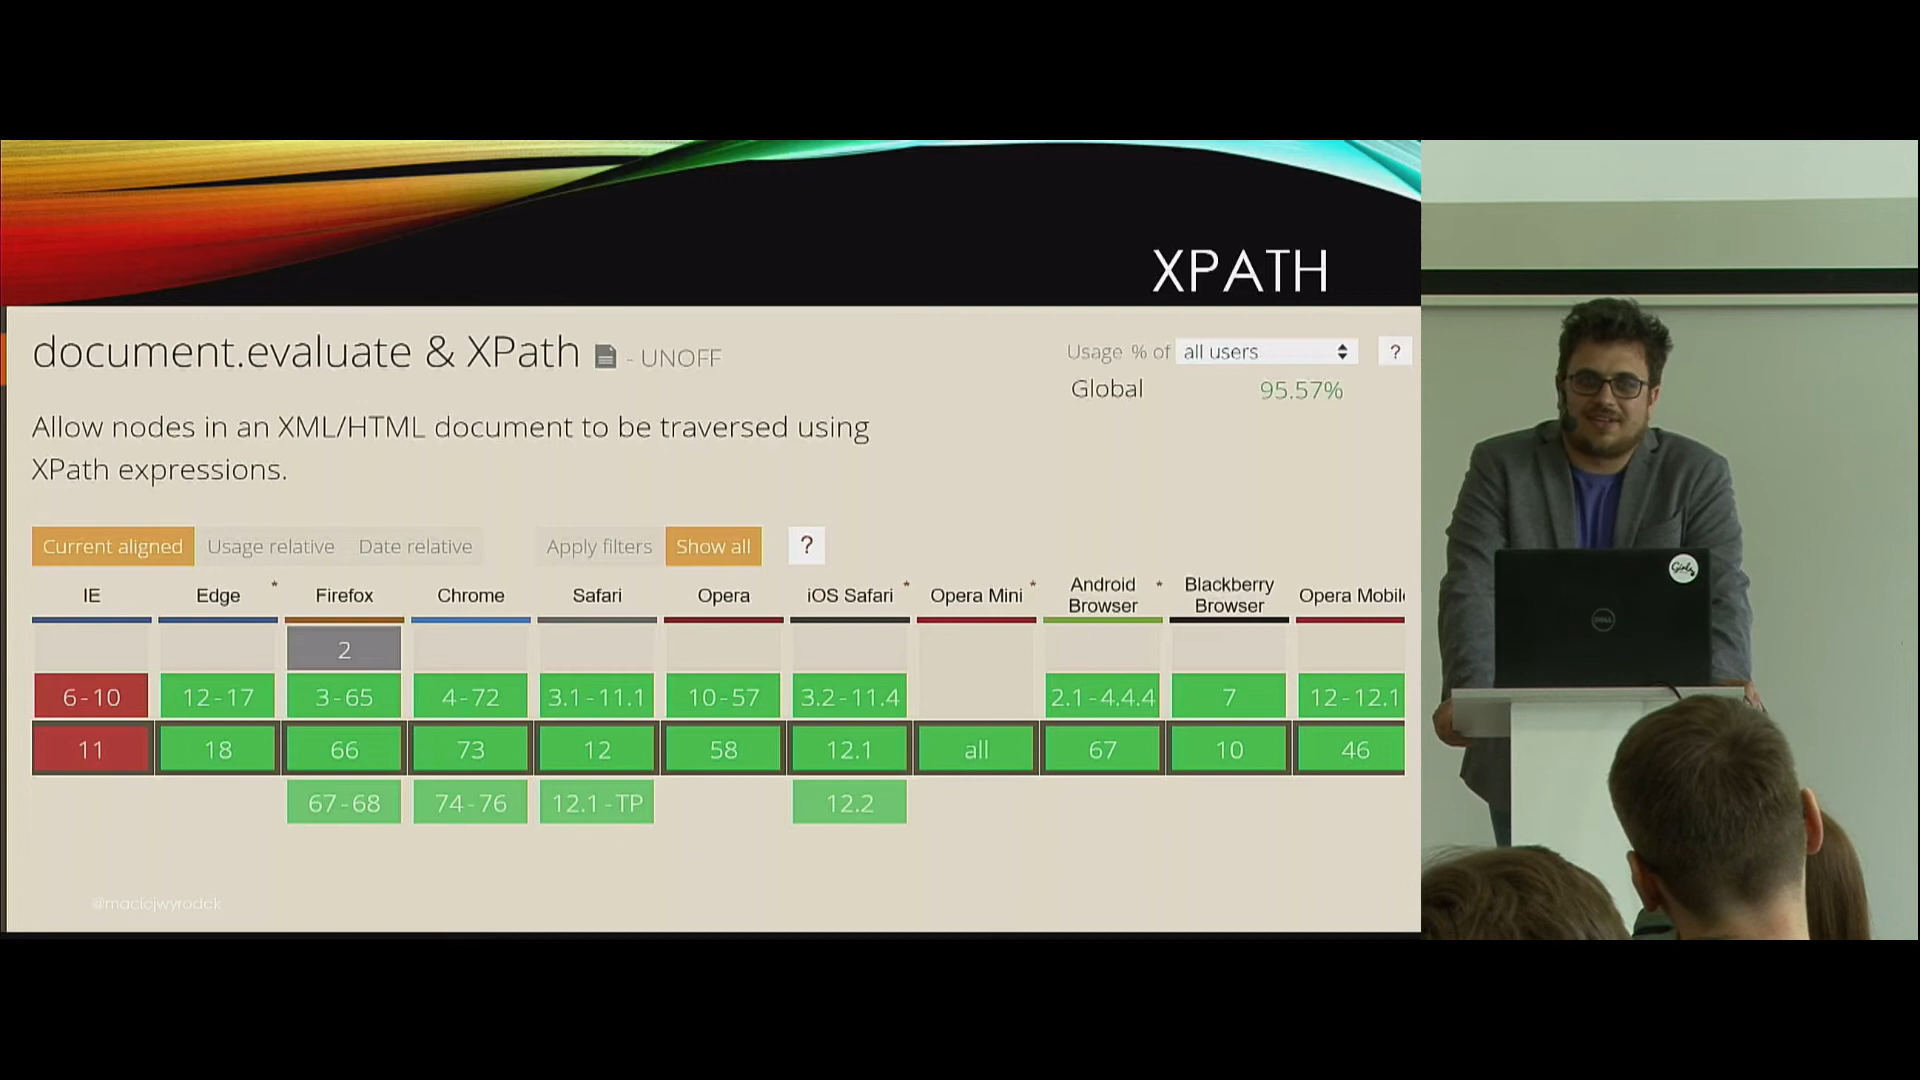 XPATH
document.evaluate & XPath - UNOFF
Usage % of all users ?
Global 95.57%
Allow nodes in an XML/HTML document to be traversed using
XPath expressions.
Current aligned Usage relative Date relative Apply filters Show all ?
IE Edge * Firefox Chrome Safari Opera iOS Safari * Opera Mini * Android Browser * Blackberry Browser Opera Mobil
2
6-10 12-17 3-65 4-72 3.1-11.1 10-57 3.2-11.4 2.1-4.4.4 7 12-12.1
11 18 66 73 12 58 12.1 all 67 10 46
67-68 74-76 12.1-TP 12.2
@maciejwyrodek
DELL
Girls